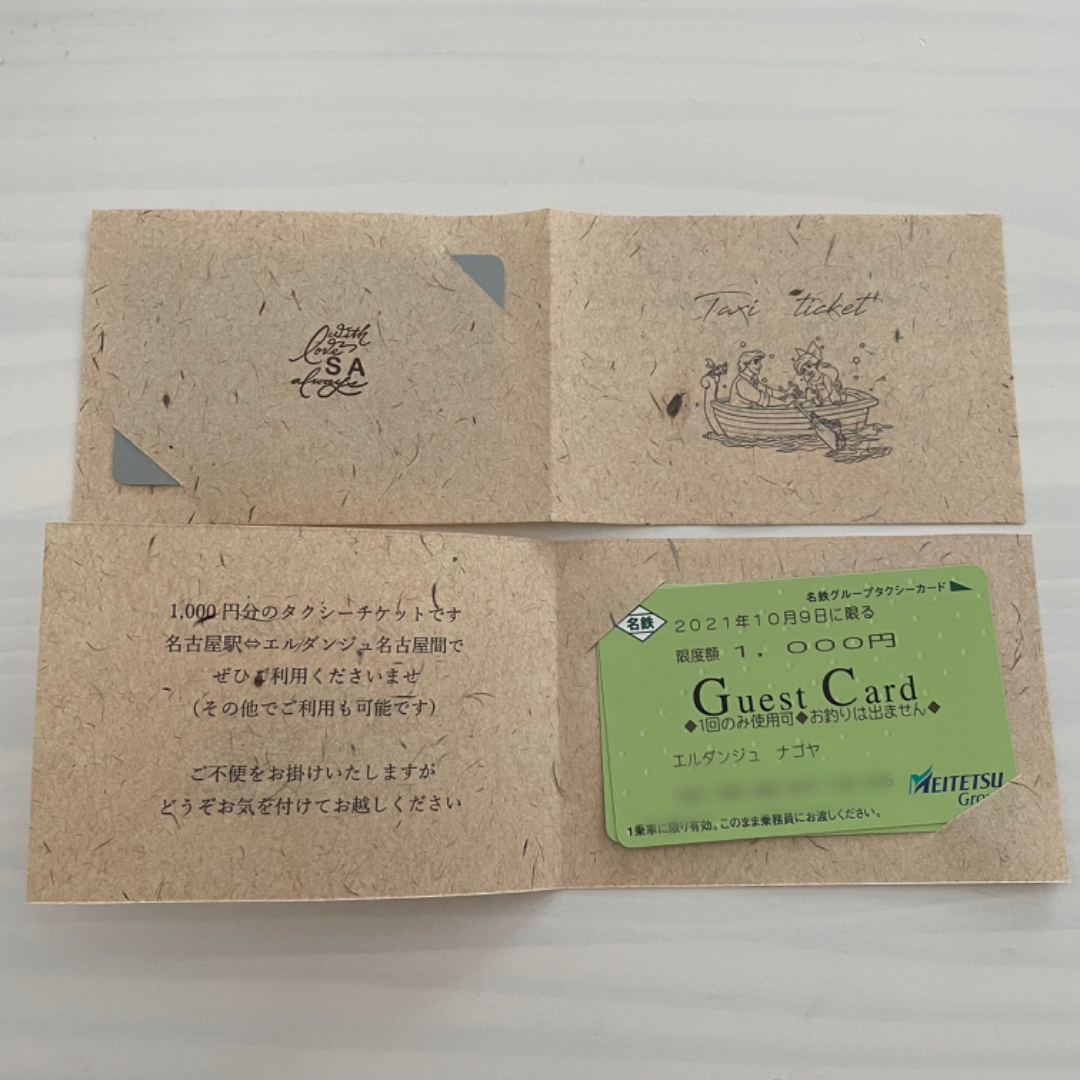 with
love
S A
always
Taxi ticket
1,000 円分のタクシーチケットです
名古屋駅⇔エルダンジュ名古屋間で
ぜひご利用くださいませ
（その他でご利用も可能です）
ご不便をお掛けいたしますが
どうぞお気を付けてお越しください
名鉄グループタクシーカード
名鉄
2021年10月9日に限る
限度額 1，000円
Guest Card
◆1回のみ使用可◆お釣りは出ません◆
エルダンジュ ナゴヤ
MEITETSU
1乗車に限り有効。このまま乗務員にお渡しください。